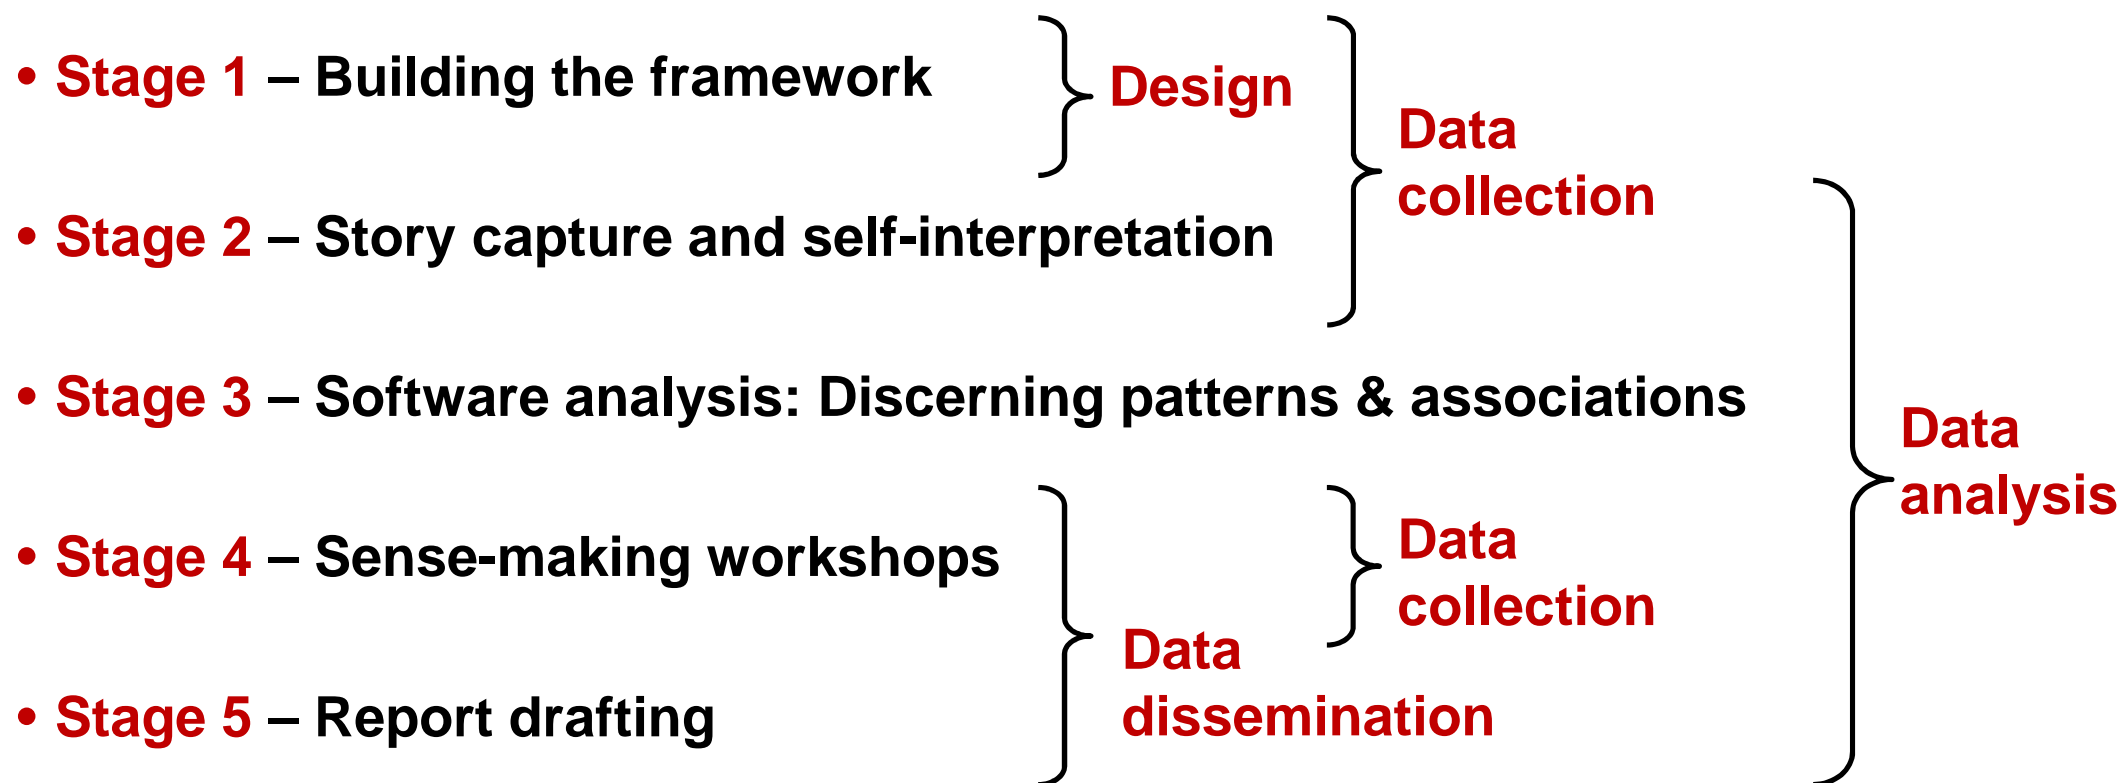 • Stage 1 – Building the framework
Design
Data
collection
• Stage 2 – Story capture and self-interpretation
• Stage 3 – Software analysis: Discerning patterns & associations
Data
analysis
• Stage 4 – Sense-making workshops
Data
collection
Data
dissemination
• Stage 5 – Report drafting